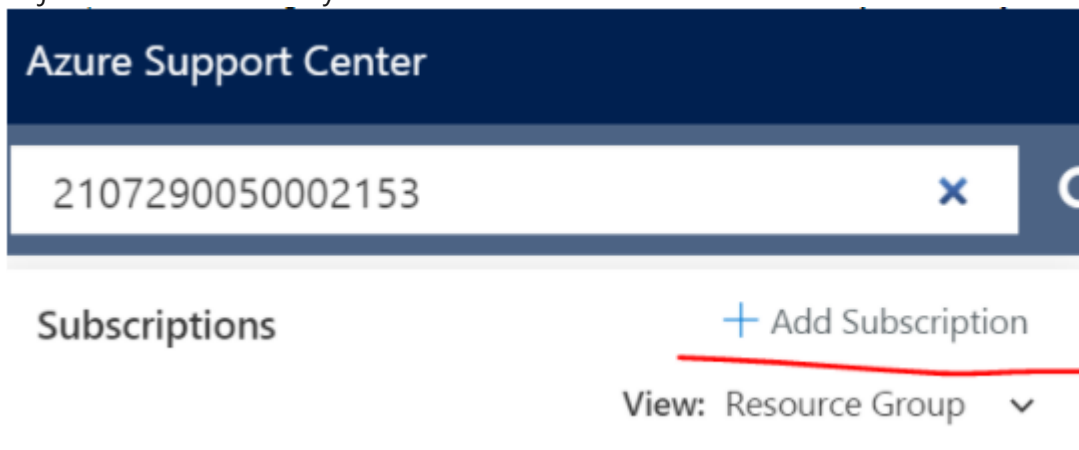 Azure Support Center
2107290050002153
Subscriptions
+ Add Subscription
View: Resource Group